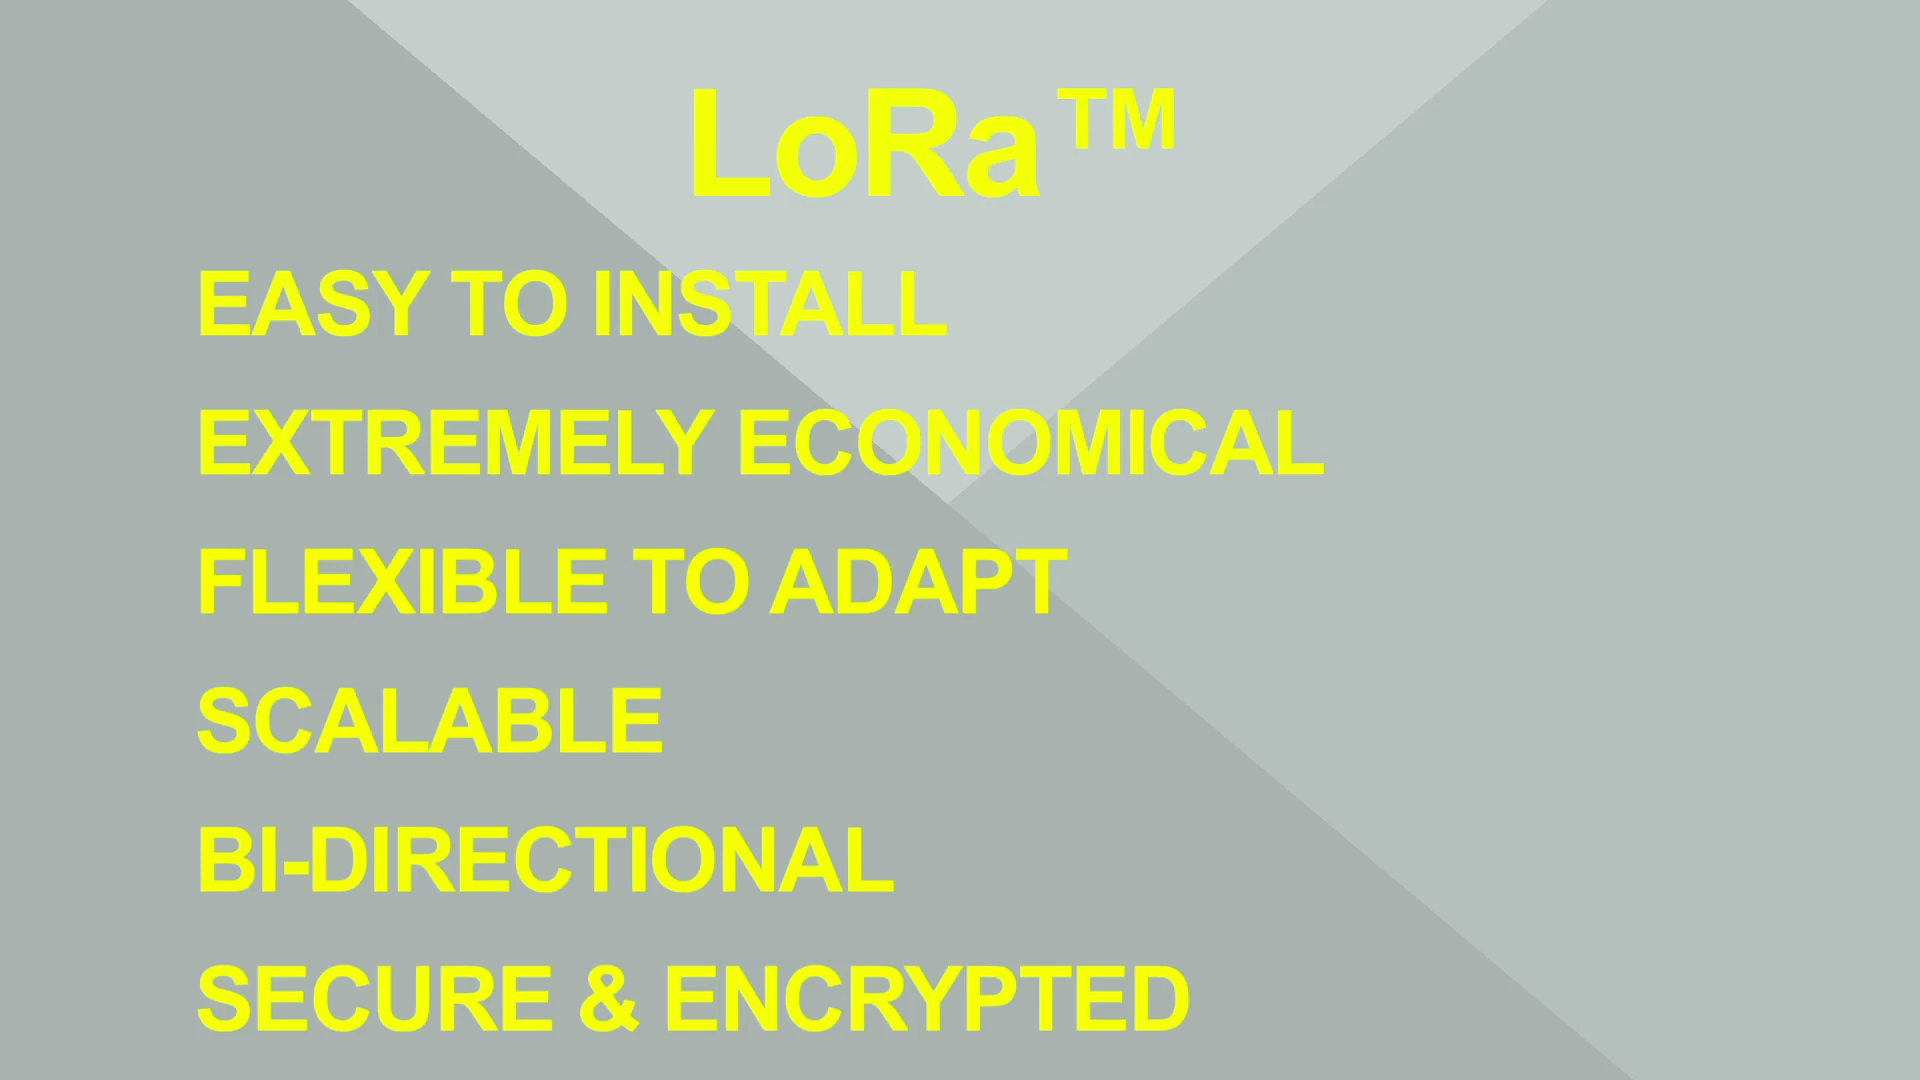 LoRa™
EASY TO INSTALL
EXTREMELY ECONOMICAL
FLEXIBLE TO ADAPT
SCALABLE
BI-DIRECTIONAL
SECURE & ENCRYPTED